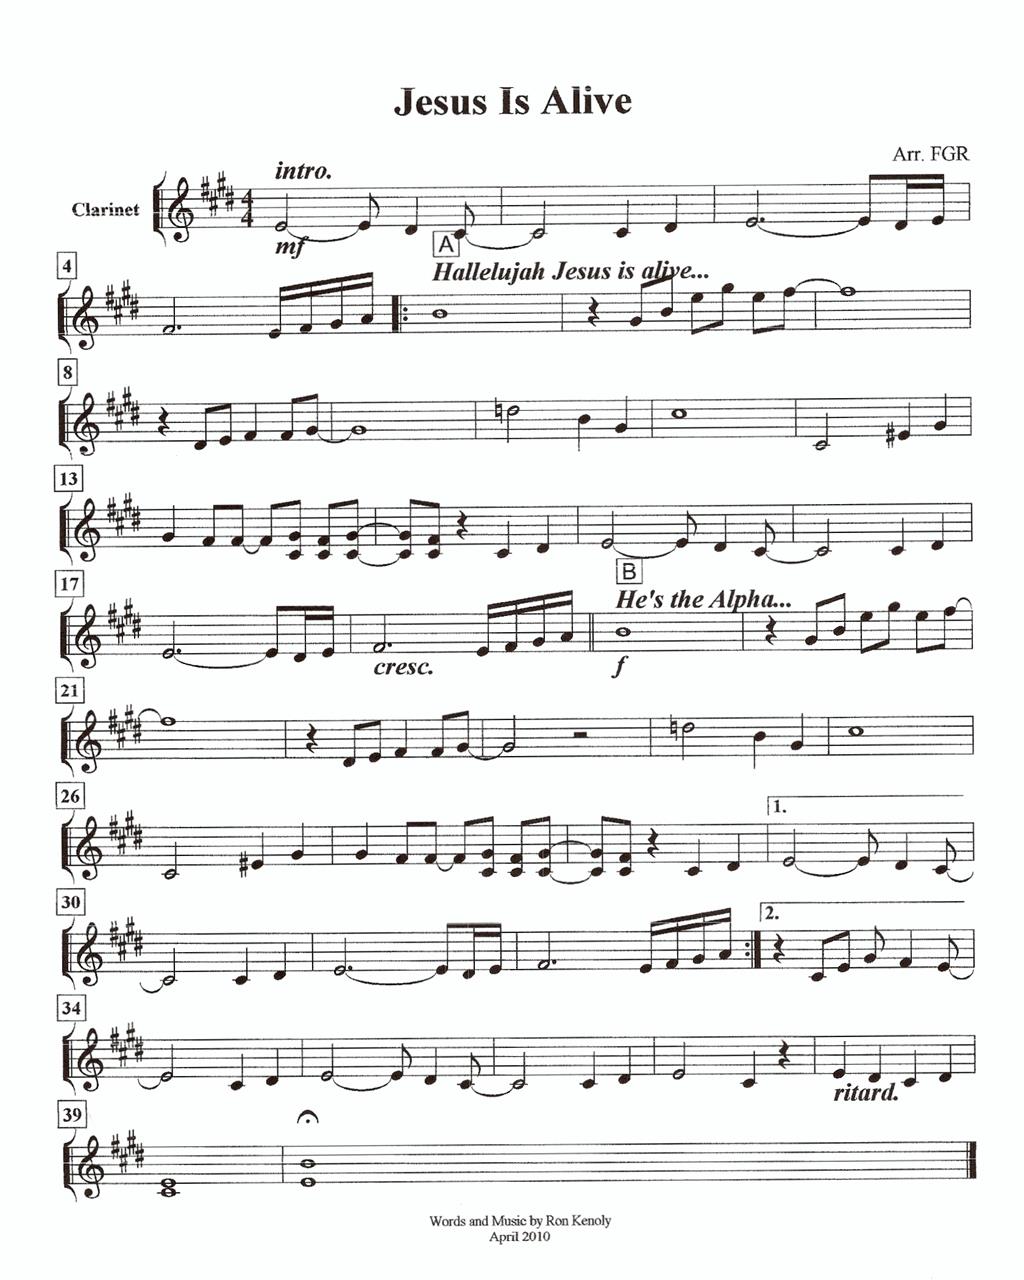 Jesus Is Alive
Arr. FGR
intro.
Clarinet
4
4
mf
A
4
Hallelujah Jesus is alive...
8
13
17
B
He's the Alpha...
cresc.
f
21
26
1.
30
2.
34
ritard.
39
Words and Music by Ron Kenoly
April 2010